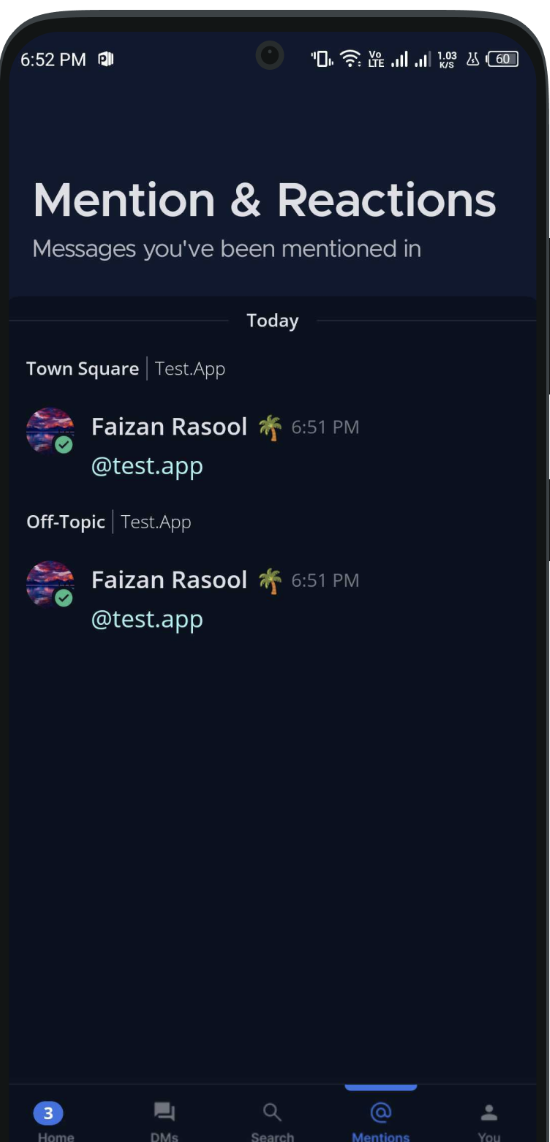 6:52 PM
Vo LTE
1.03 K/S
60
Mention & Reactions
Messages you've been mentioned in
Today
Town Square | Test.App
Faizan Rasool 🌴 6:51 PM
@test.app
Off-Topic | Test.App
Faizan Rasool 🌴 6:51 PM
@test.app
3
Home DMs Search Mentions You